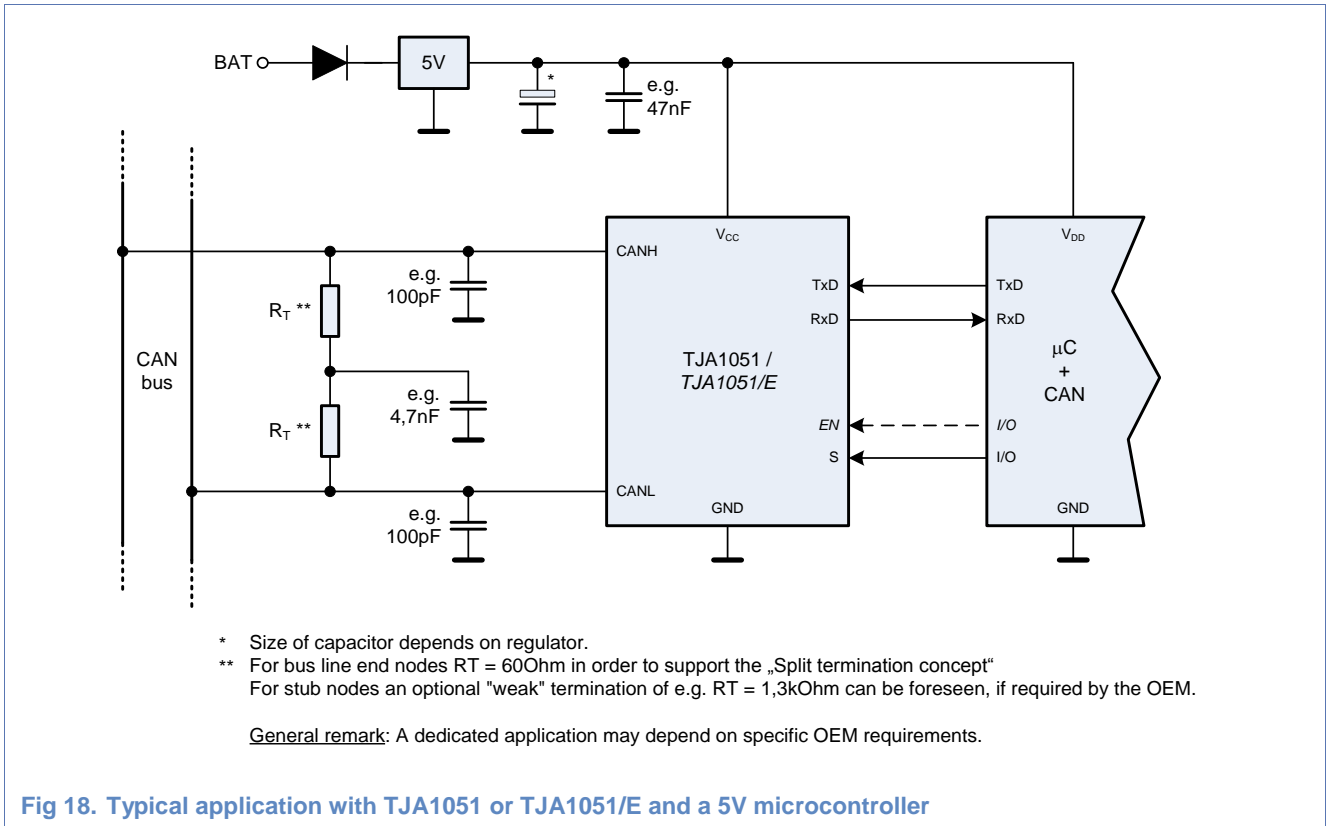 BAT
5V
*
e.g.
47nF
CANH
VCC
VDD
e.g.
100pF
TxD
TxD
RT **
RxD
RxD
CAN
bus
TJA1051 /
TJA1051/E
µC
+
CAN
e.g.
4,7nF
RT **
EN
I/O
S
I/O
CANL
GND
GND
e.g.
100pF
* Size of capacitor depends on regulator.
** For bus line end nodes RT = 60Ohm in order to support the „Split termination concept“
For stub nodes an optional "weak" termination of e.g. RT = 1,3kOhm can be foreseen, if required by the OEM.
General remark: A dedicated application may depend on specific OEM requirements.
Fig 18. Typical application with TJA1051 or TJA1051/E and a 5V microcontroller